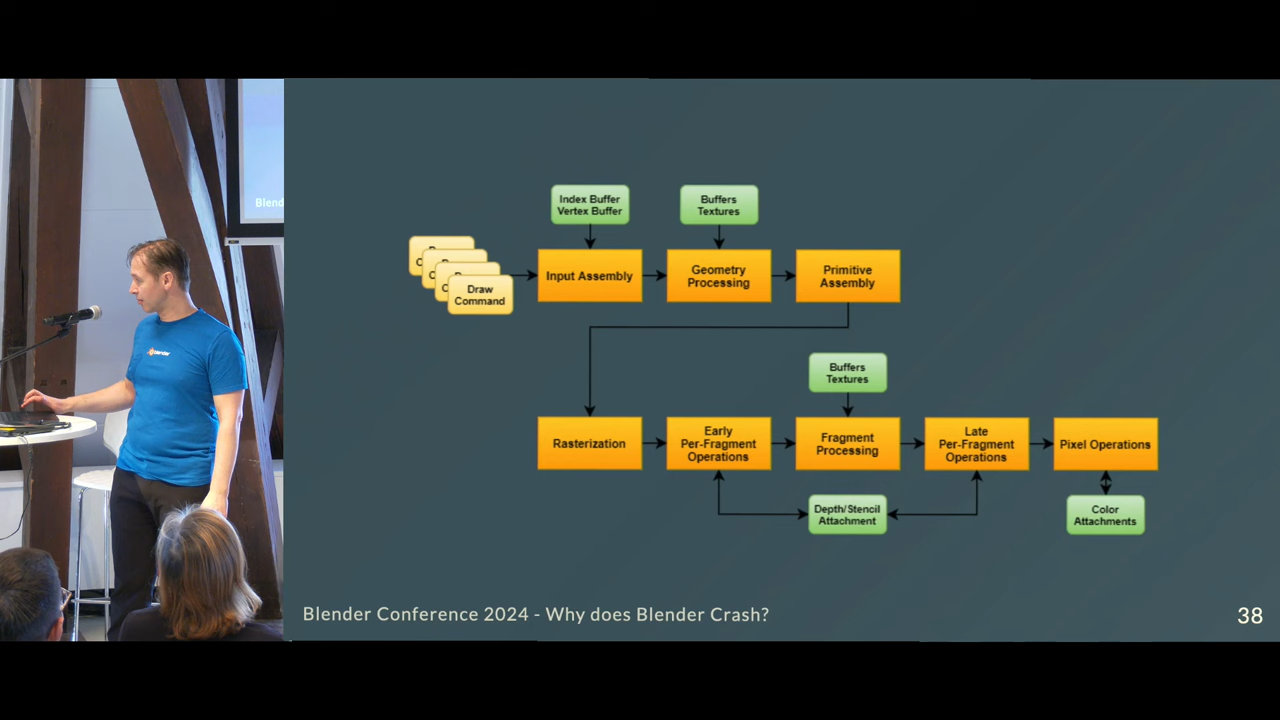 Index Buffer
Vertex Buffer
Buffers
Textures
Draw
Command
Input Assembly
Geometry
Processing
Primitive
Assembly
Buffers
Textures
Rasterization
Early
Per-Fragment
Operations
Fragment
Processing
Late
Per-Fragment
Operations
Pixel Operations
Depth/Stencil
Attachment
Color
Attachments
Blender Conference 2024 - Why does Blender Crash?
38
Blend
blender